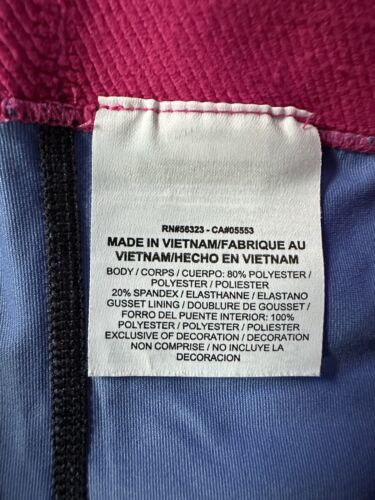 RN#56323 - CA#05553
MADE IN VIETNAM/FABRIQUE AU
VIETNAM/HECHO EN VIETNAM
BODY / CORPS / CUERPO: 80% POLYESTER /
POLYESTER / POLIESTER
20% SPANDEX / ELASTHANNE / ELASTANO
GUSSET LINING / DOUBLURE DE GOUSSET /
FORRO DEL PUENTE INTERIOR: 100%
POLYESTER / POLYESTER / POLIESTER
EXCLUSIVE OF DECORATION / DECORATION
NON COMPRISE / NO INCLUYE LA
DECORACION